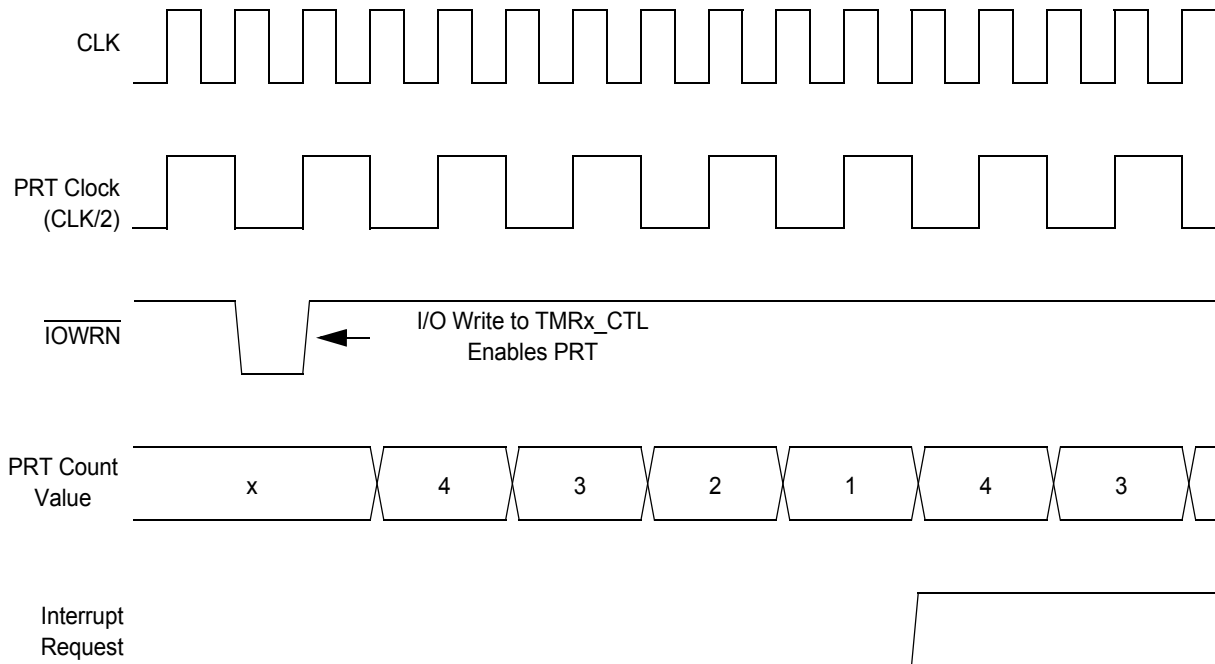 CLK
PRT Clock
(CLK/2)
IOWRN
I/O Write to TMRx_CTL
Enables PRT
PRT Count
Value
x 4 3 2 1 4 3
Interrupt
Request